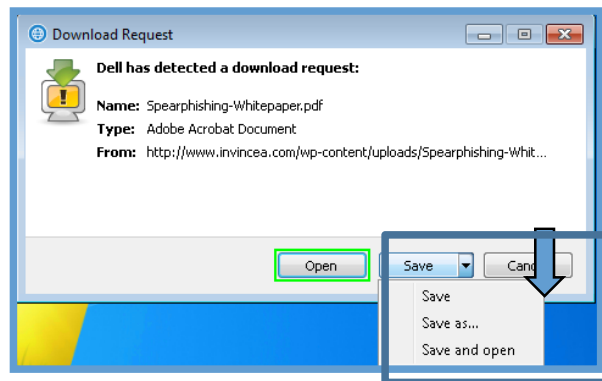 Download Request
Dell has detected a download request:
Name: Spearphishing-Whitepaper.pdf
Type: Adobe Acrobat Document
From: http://www.invincea.com/wp-content/uploads/Spearphishing-Whit...
Open Save
Save
Save as...
Save and open